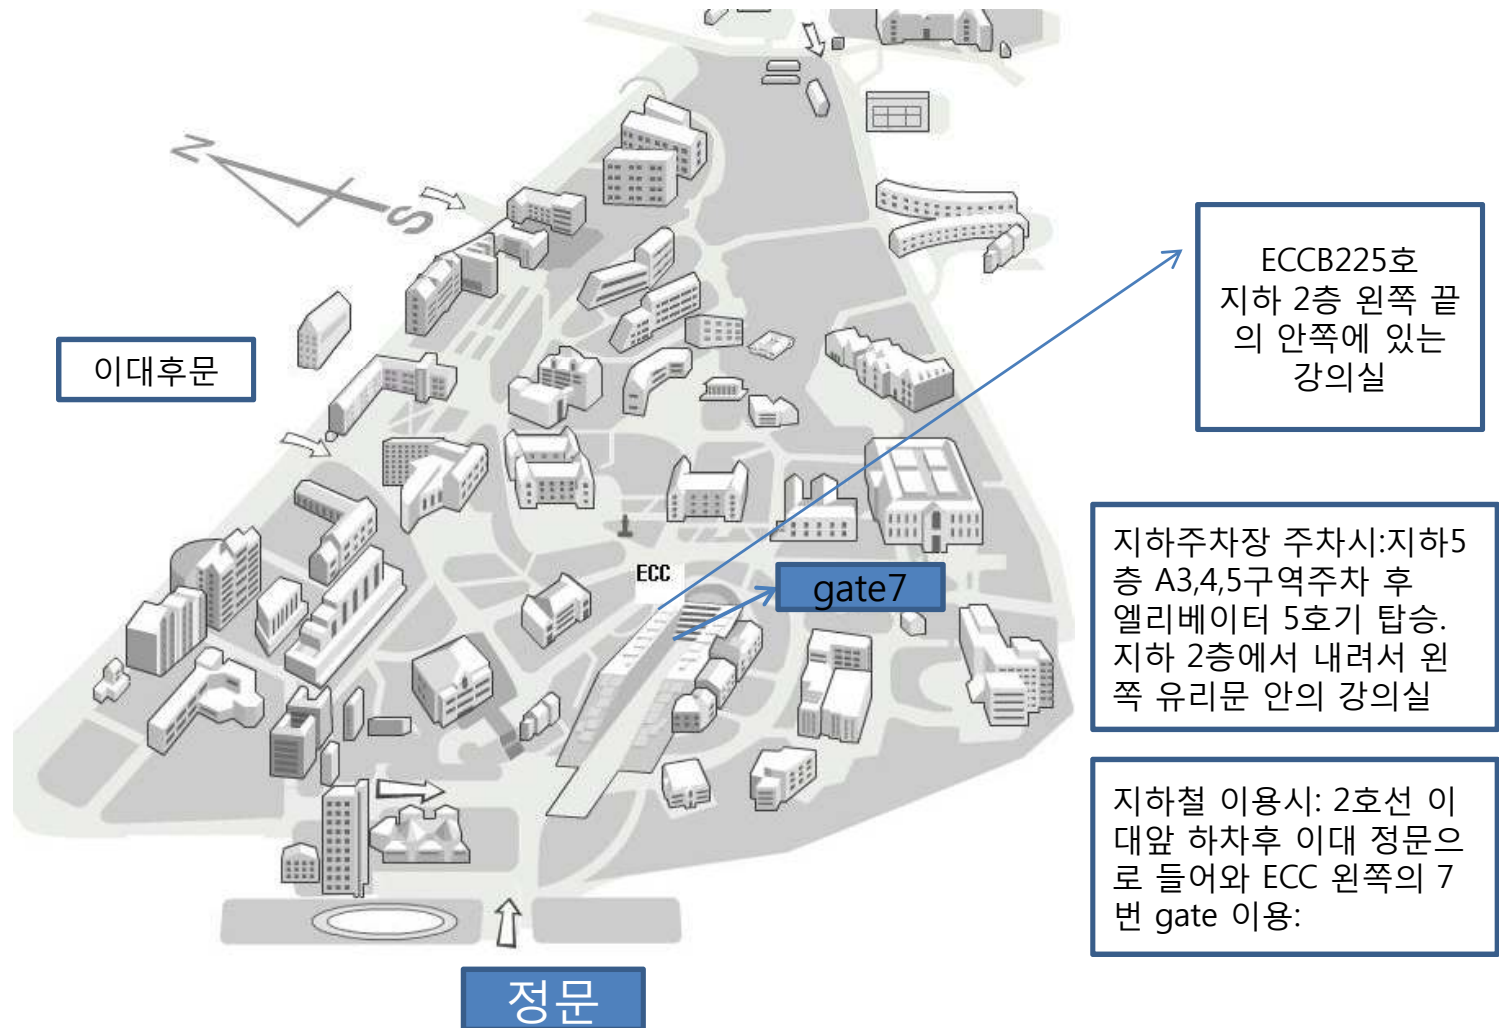 N
S
이대후문
ECCB225호
지하 2층 왼쪽 끝
의 안쪽에 있는
강의실
ECC
gate7
지하주차장 주차시:지하5
층 A3,4,5구역주차 후
엘리베이터 5호기 탑승.
지하 2층에서 내려서 왼
쪽 유리문 안의 강의실
지하철 이용시: 2호선 이
대앞 하차후 이대 정문으
로 들어와 ECC 왼쪽의 7
번 gate 이용:
정문